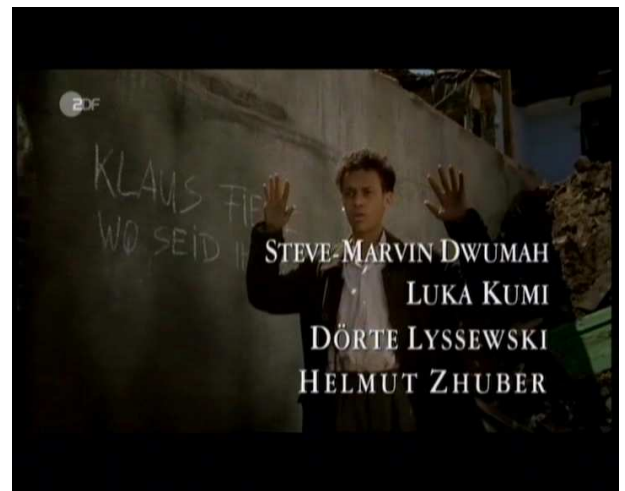 ZDF
KLAUS
WO SEID
STEVE-MARVIN DWUMAH
LUKA KUMI
DÖRTE LYSSEWSKI
HELMUT ZHUBER